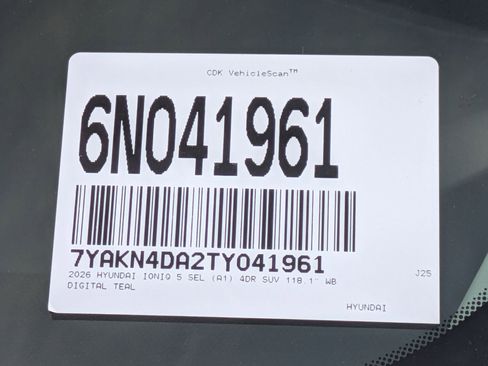 CDK VehicleScan™
6N041961
7YAKN4DA2TY041961
2026 HYUNDAI IONIQ 5 SEL (A1) 4DR SUV 118.1" WB
J25
DIGITAL TEAL
HYUNDAI